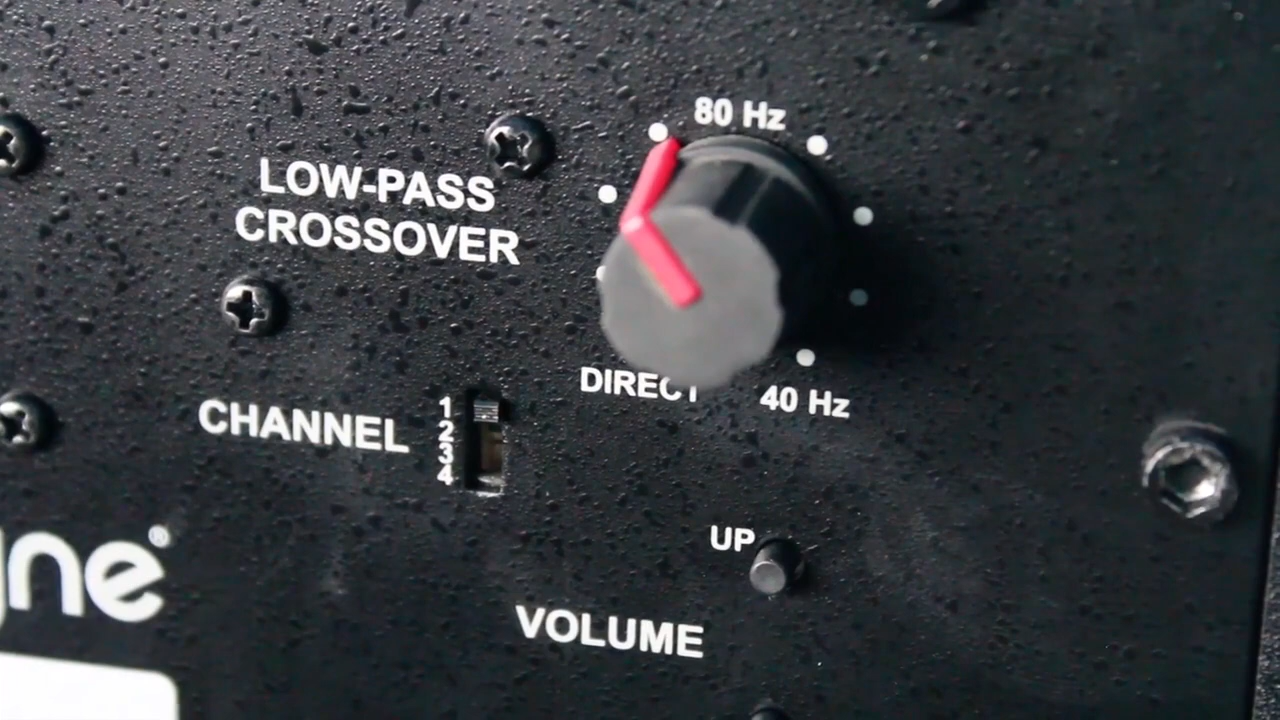 80 Hz
LOW-PASS
CROSSOVER
DIRECT
40 Hz
CHANNEL
1
2
3
4
UP
VOLUME